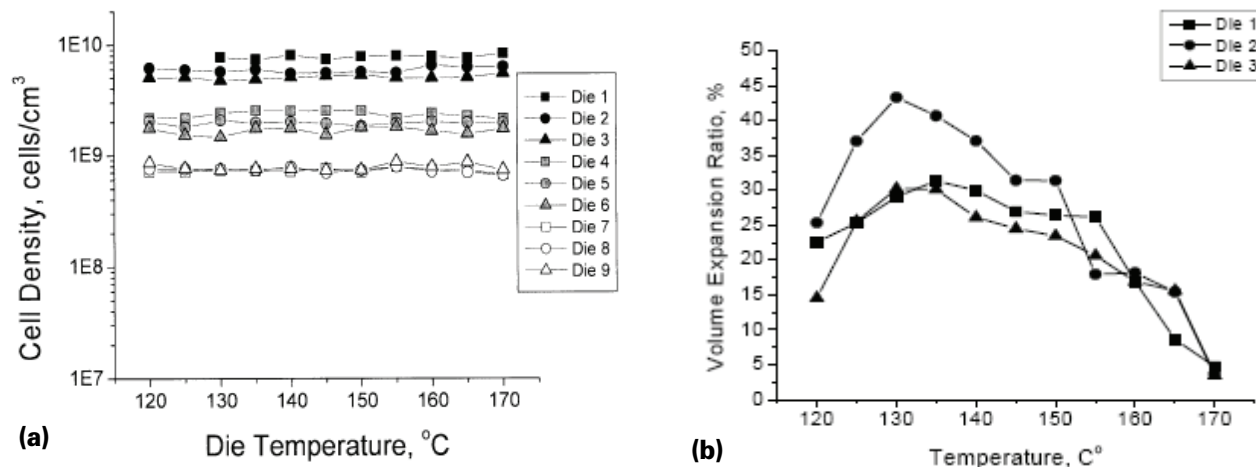 1E10
1E9
1E8
1E7
Cell Density, cells/cm3
120 130 140 150 160 170
Die Temperature, °C
Die 1
Die 2
Die 3
Die 4
Die 5
Die 6
Die 7
Die 8
Die 9
(a)
Die 1
Die 2
Die 3
50
45
40
35
30
25
20
15
10
5
0
Volume Expansion Ratio, %
120 130 140 150 160 170
Temperature, C°
(b)